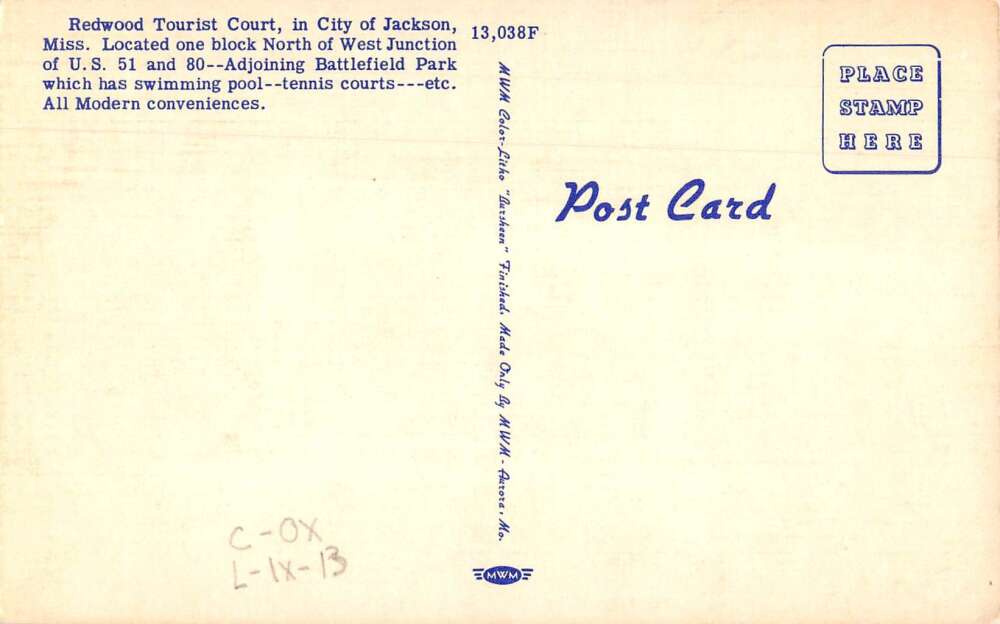 Redwood Tourist Court, in City of Jackson,
Miss. Located one block North of West Junction
of U.S. 51 and 80--Adjoining Battlefield Park
which has swimming pool--tennis courts---etc.
All Modern conveniences.
13,038F
MWM Color-Litho "Lursheen" Finished. Made Only By MWM - Aurora, Mo.
PLACE
STAMP
HERE
Post Card
C-OX
L-IX-13
MWM